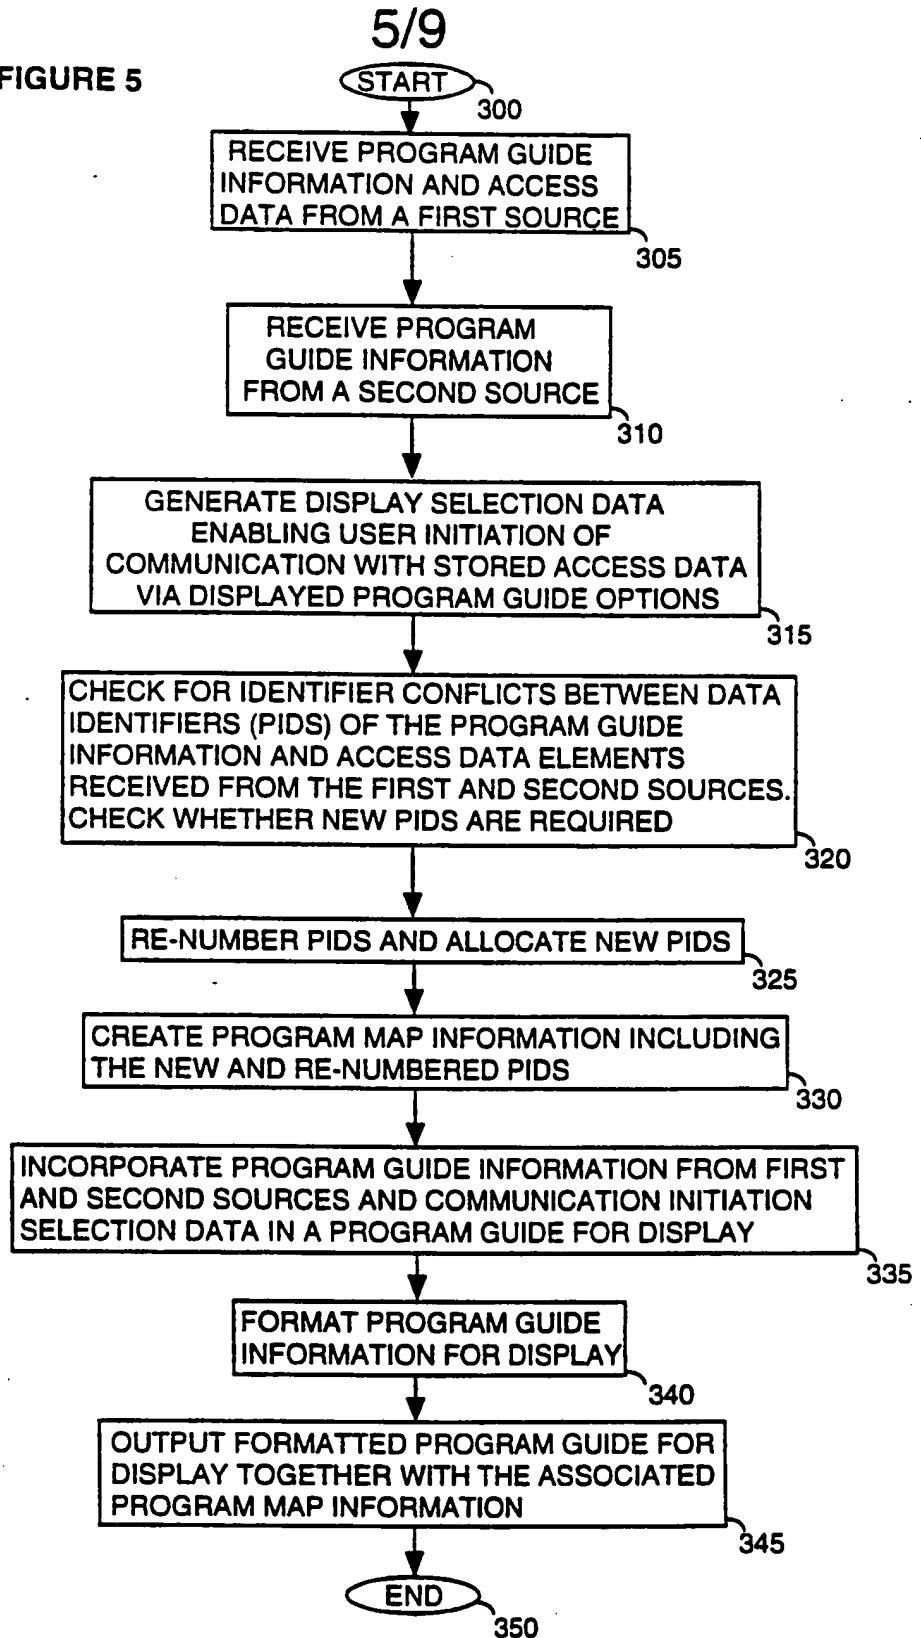 5/9
FIGURE 5
START
300
RECEIVE PROGRAM GUIDE
INFORMATION AND ACCESS
DATA FROM A FIRST SOURCE
305
RECEIVE PROGRAM
GUIDE INFORMATION
FROM A SECOND SOURCE
310
GENERATE DISPLAY SELECTION DATA
ENABLING USER INITIATION OF
COMMUNICATION WITH STORED ACCESS DATA
VIA DISPLAYED PROGRAM GUIDE OPTIONS
315
CHECK FOR IDENTIFIER CONFLICTS BETWEEN DATA
IDENTIFIERS (PIDS) OF THE PROGRAM GUIDE
INFORMATION AND ACCESS DATA ELEMENTS
RECEIVED FROM THE FIRST AND SECOND SOURCES.
CHECK WHETHER NEW PIDS ARE REQUIRED
320
RE-NUMBER PIDS AND ALLOCATE NEW PIDS
325
CREATE PROGRAM MAP INFORMATION INCLUDING
THE NEW AND RE-NUMBERED PIDS
330
INCORPORATE PROGRAM GUIDE INFORMATION FROM FIRST
AND SECOND SOURCES AND COMMUNICATION INITIATION
SELECTION DATA IN A PROGRAM GUIDE FOR DISPLAY
335
FORMAT PROGRAM GUIDE
INFORMATION FOR DISPLAY
340
OUTPUT FORMATTED PROGRAM GUIDE FOR
DISPLAY TOGETHER WITH THE ASSOCIATED
PROGRAM MAP INFORMATION
345
END
350